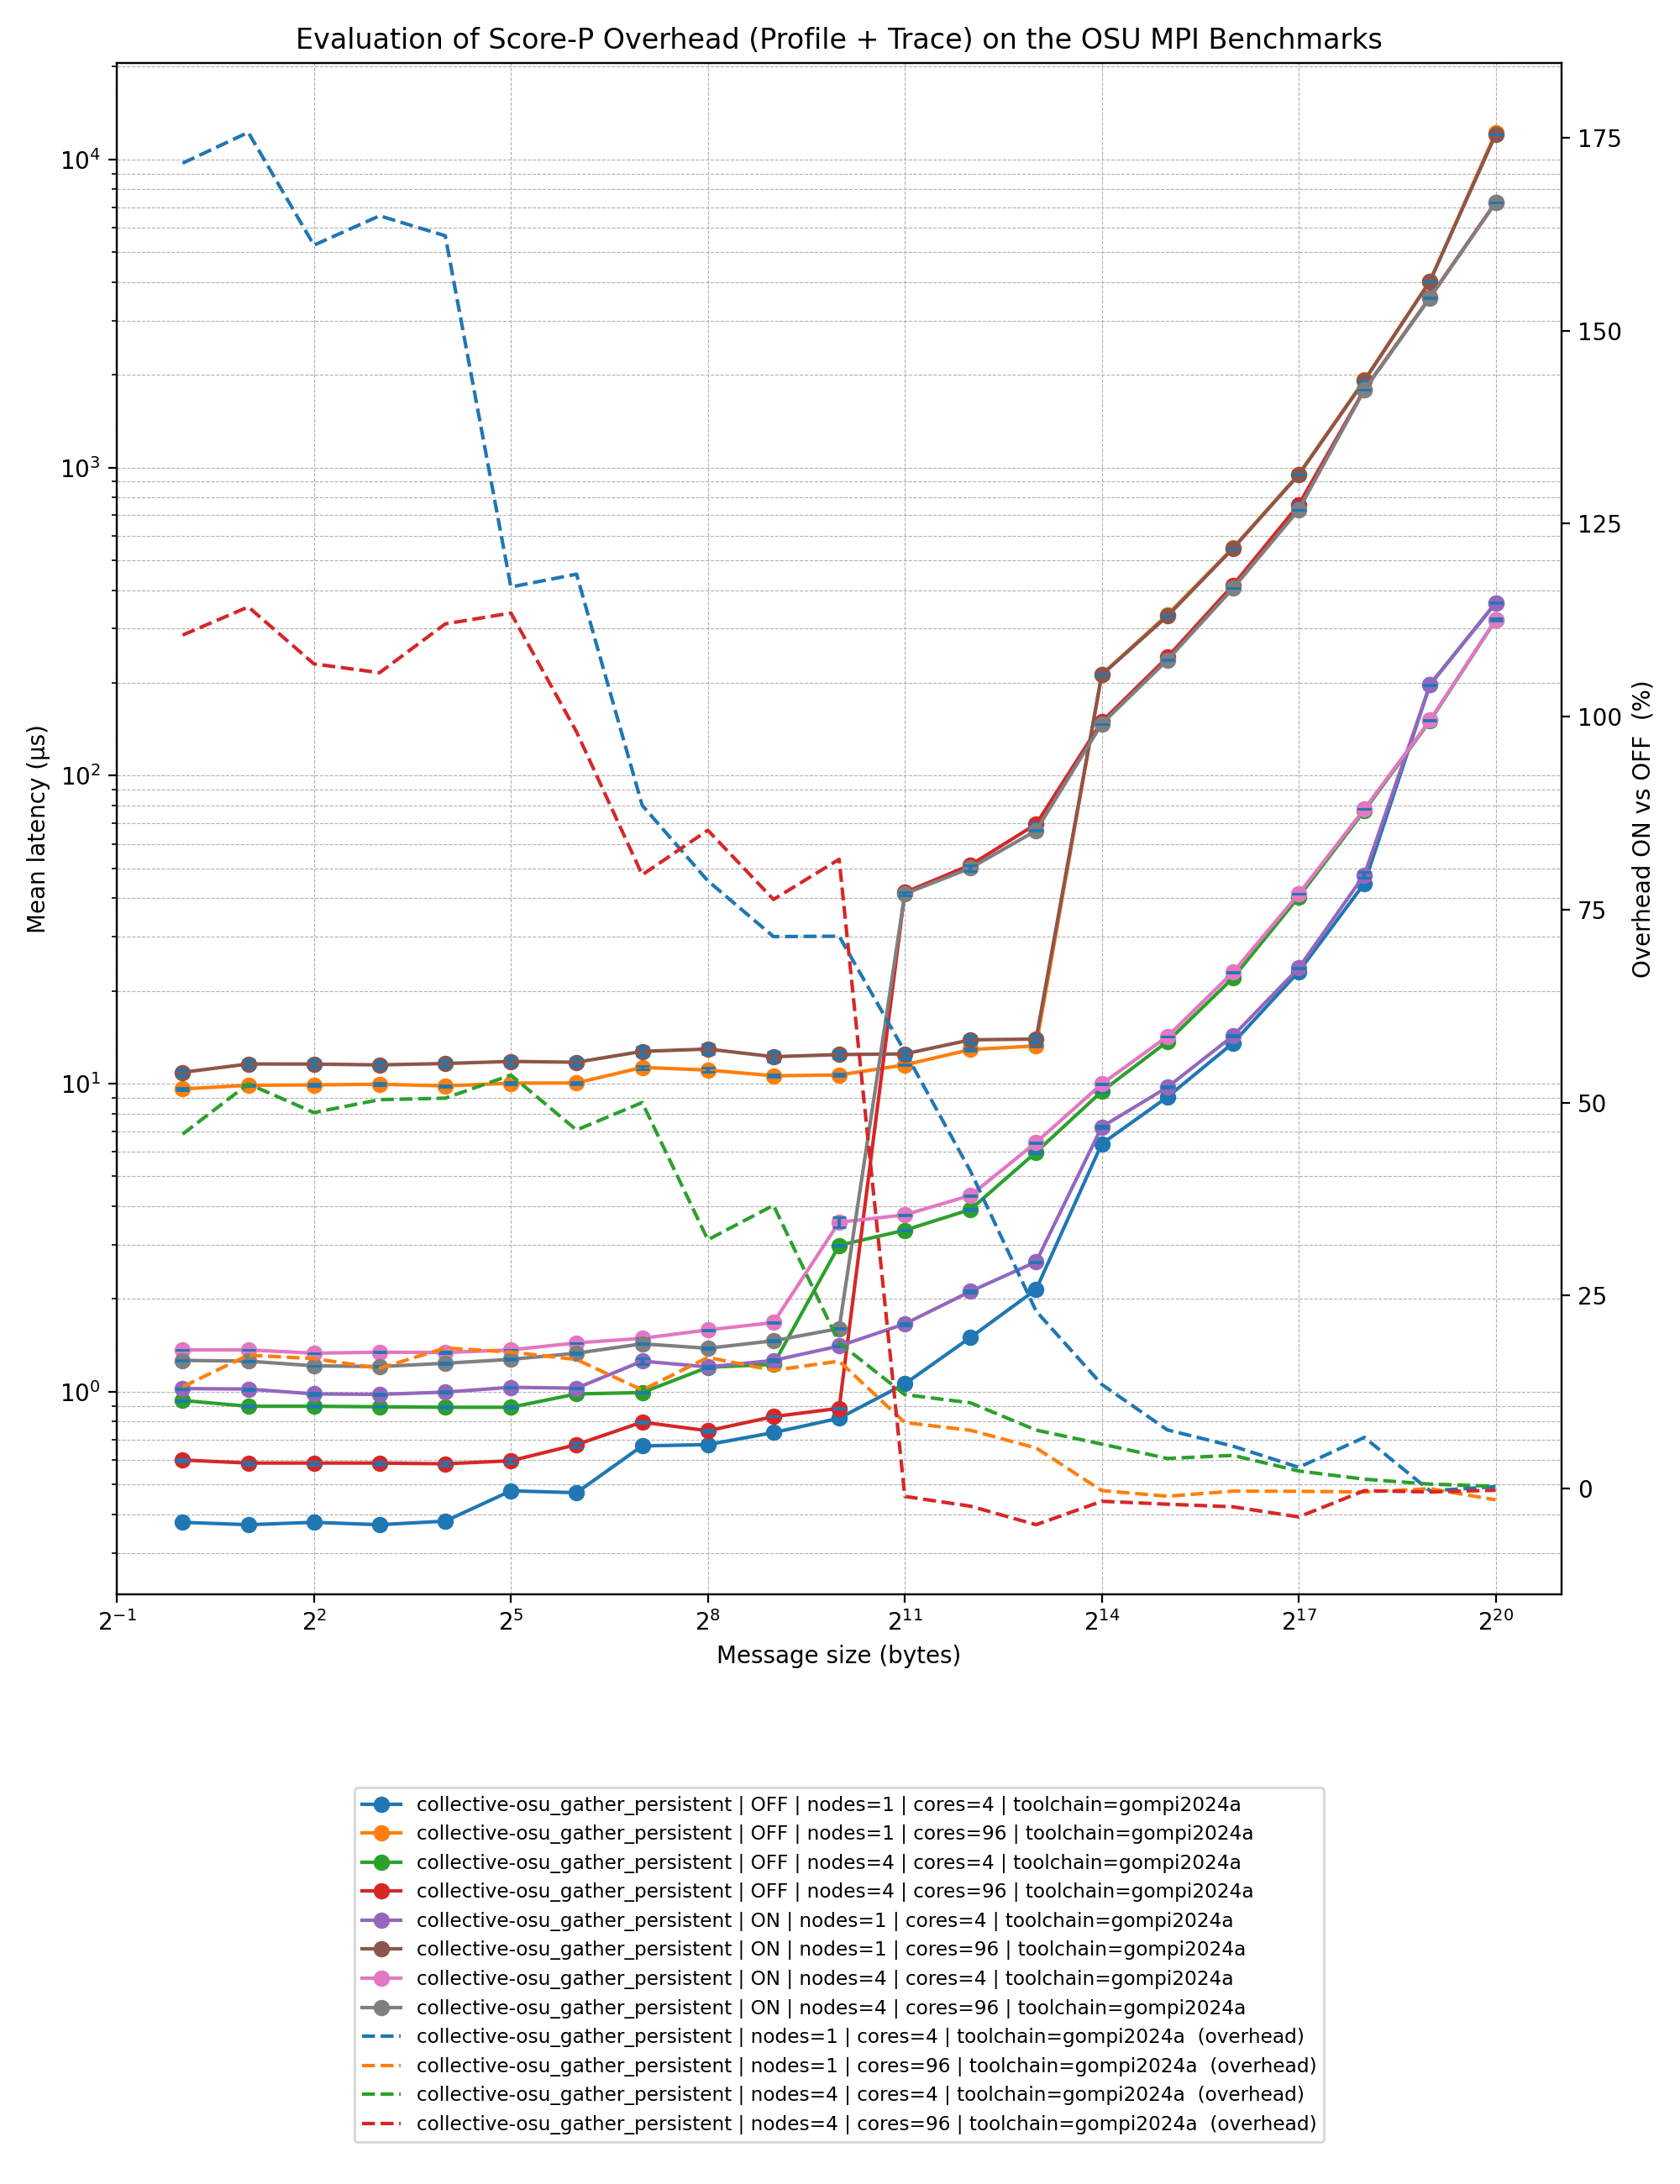 Evaluation of Score-P Overhead (Profile + Trace) on the OSU MPI Benchmarks
Mean latency (µs)
10⁴
10³
10²
10¹
10⁰
175
150
125
100
75
50
25
0
Overhead ON vs OFF (%)
2⁻¹ 2² 2⁵ 2⁸ 2¹¹ 2¹⁴ 2¹⁷ 2²⁰
Message size (bytes)
collective-osu_gather_persistent | OFF | nodes=1 | cores=4 | toolchain=gompi2024a
collective-osu_gather_persistent | OFF | nodes=1 | cores=96 | toolchain=gompi2024a
collective-osu_gather_persistent | OFF | nodes=4 | cores=4 | toolchain=gompi2024a
collective-osu_gather_persistent | OFF | nodes=4 | cores=96 | toolchain=gompi2024a
collective-osu_gather_persistent | ON | nodes=1 | cores=4 | toolchain=gompi2024a
collective-osu_gather_persistent | ON | nodes=1 | cores=96 | toolchain=gompi2024a
collective-osu_gather_persistent | ON | nodes=4 | cores=4 | toolchain=gompi2024a
collective-osu_gather_persistent | ON | nodes=4 | cores=96 | toolchain=gompi2024a
collective-osu_gather_persistent | nodes=1 | cores=4 | toolchain=gompi2024a (overhead)
collective-osu_gather_persistent | nodes=1 | cores=96 | toolchain=gompi2024a (overhead)
collective-osu_gather_persistent | nodes=4 | cores=4 | toolchain=gompi2024a (overhead)
collective-osu_gather_persistent | nodes=4 | cores=96 | toolchain=gompi2024a (overhead)